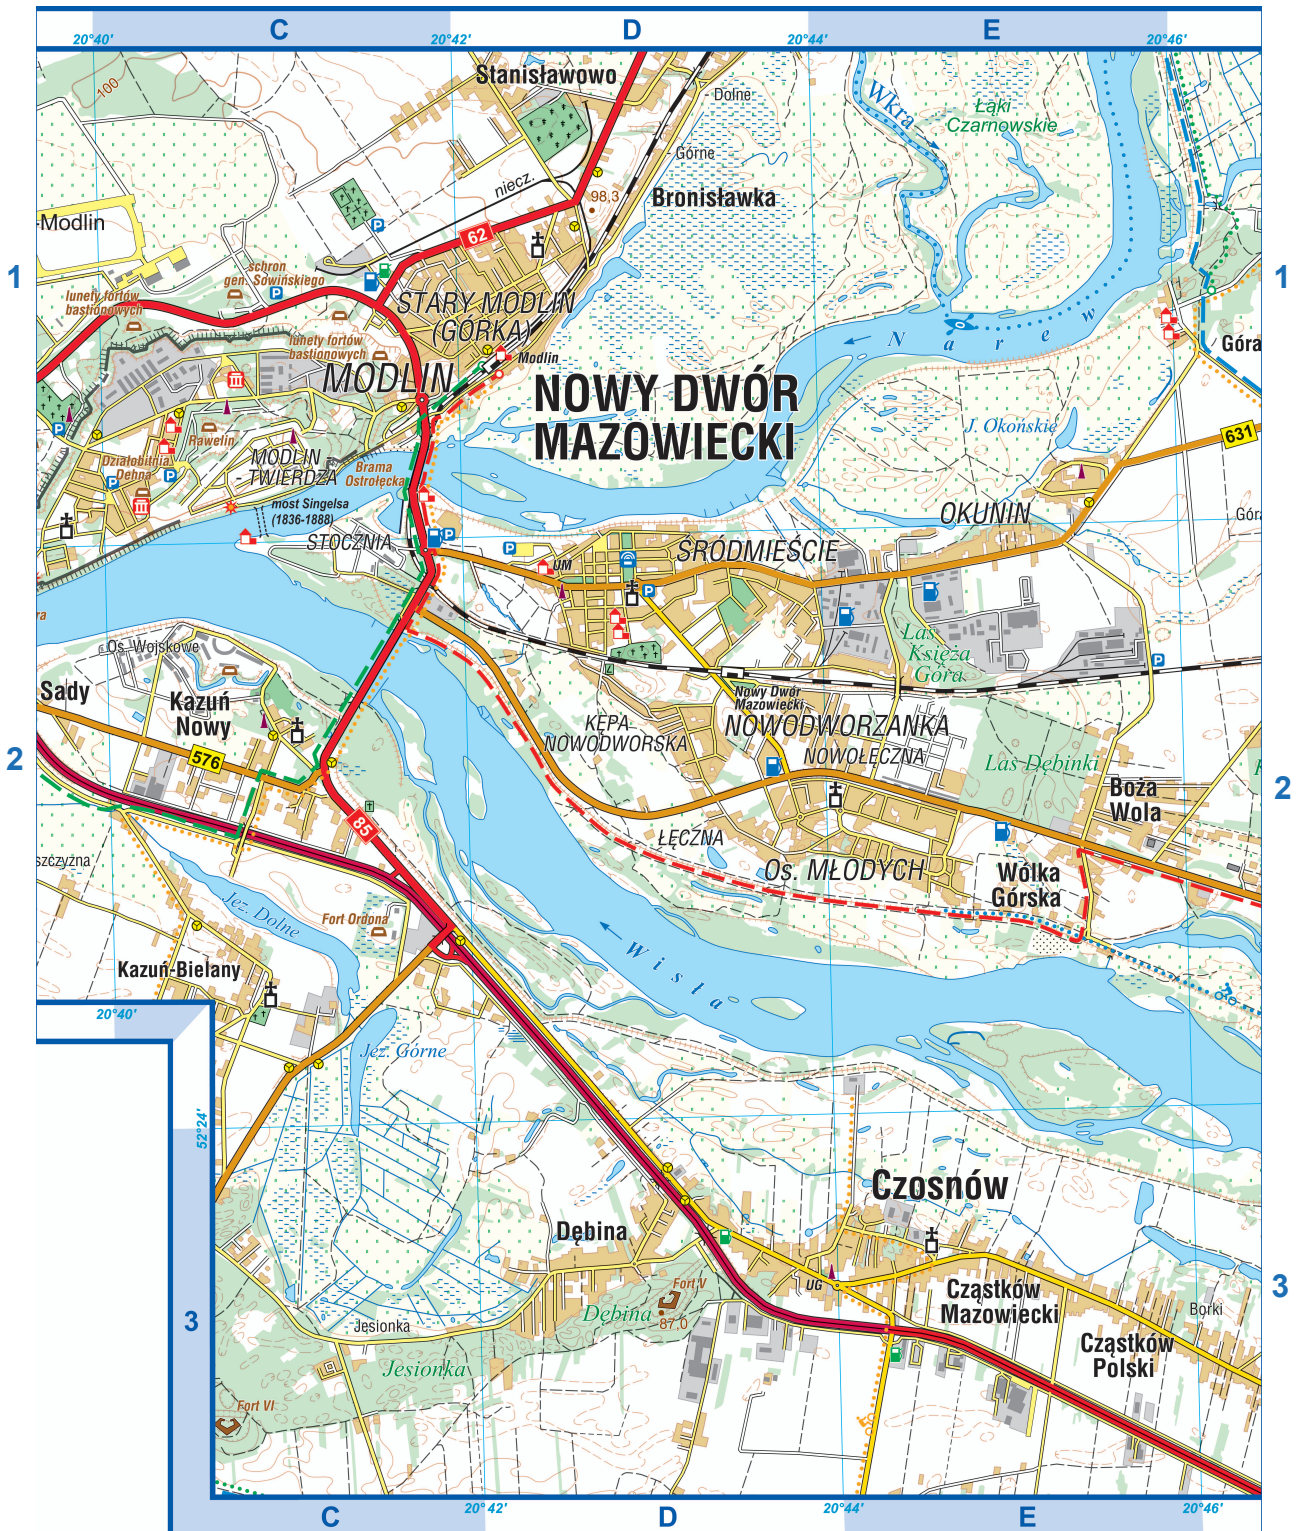 C
D
E
20°40'
20°42'
20°44'
20°46'
Stanisławowo
- Dolne
- Górne
Wkra
Łąki
Czarnowskie
100
niecz.
98,3
Bronisławka
-Modlin
62
schron
gen. Sowińskiego
lunety fortów
bastionowych
STARY MODLIN
(GÓRKA)
1
1
lunety fortów
bastionowych
Modlin
MODLIN
Narew
Góra
NOWY DWÓR
MAZOWIECKI
J. Okońskie
631
Rawelin
Działobitnia
Dehna
MODLIN
- TWIERDZA
Brama
Ostrołęcka
most Singelsa
(1836-1888)
STOCZNIA
OKUNIN
Gór
ŚRÓDMIEŚCIE
UM
ra
Las
Księża
Góra
Os. Wojskowe
Sady
Kazuń
Nowy
576
KĘPA
NOWODWORSKA
Nowy Dwór
Mazowiecki
NOWODWORZANKA
NOWOŁĘCZNA
Las Dębinki
Boża
Wola
2
2
85
ŁĘCZNA
Os. MŁODYCH
Wólka
Górska
szczyzna
Jez. Dolne
Fort Ordona
Wisła
Kazuń-Bielany
20°40'
Jez. Górne
52°24'
Czosnów
Dębina
Fort V
Dębina
87,0
UG
Cząstków
Mazowiecki
Borki
Cząstków
Polski
3
3
Jesionka
Jesionka
Fort VI
20°42'
20°44'
20°46'
C
D
E